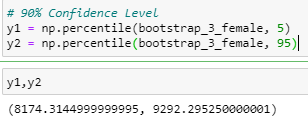 # 90% Confidence Level
y1 = np.percentile(bootstrap_3_female, 5)
y2 = np.percentile(bootstrap_3_female, 95)
y1,y2
(8174.3144999999995, 9292.295250000001)